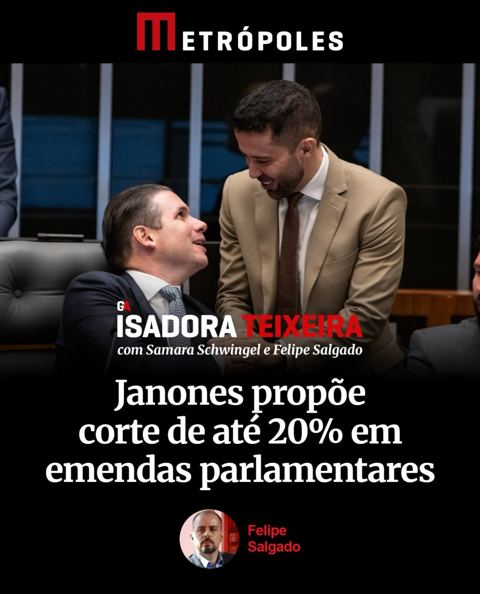 METRÓPOLES
GA
ISADORA TEIXEIRA
com Samara Schwingel e Felipe Salgado
Janones propõe
corte de até 20% em
emendas parlamentares
Felipe
Salgado